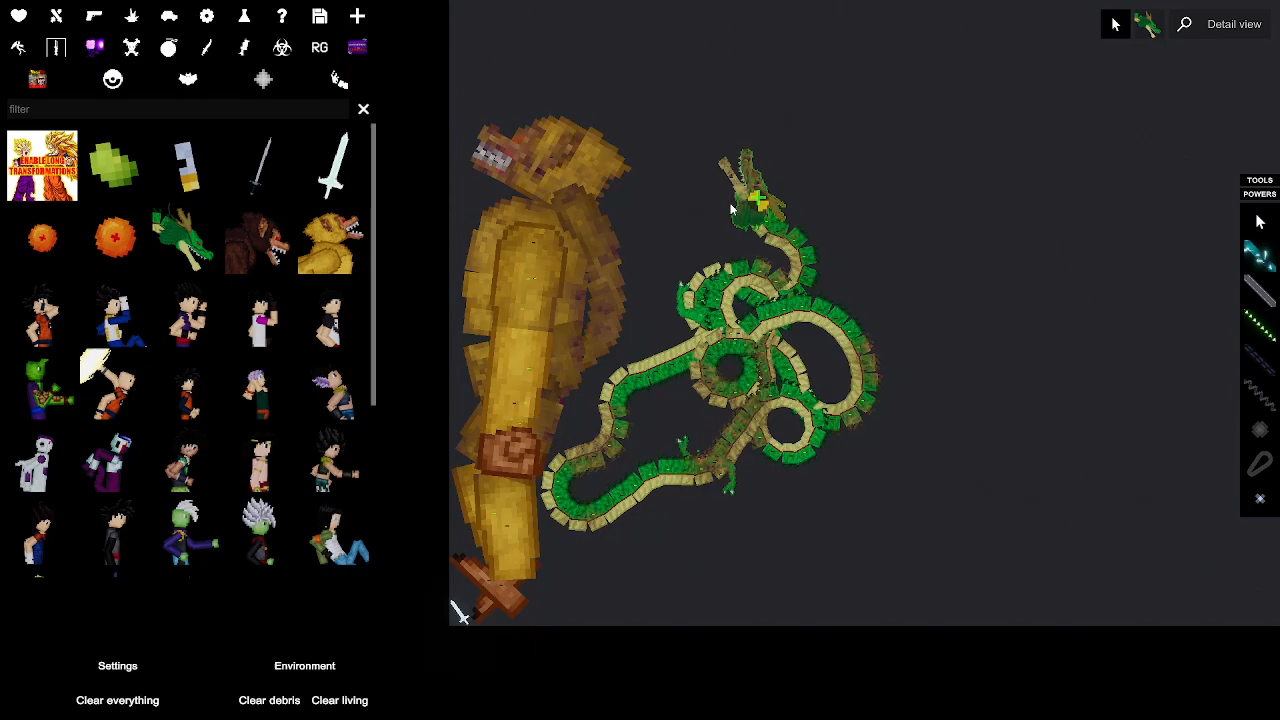 Detail view
RG
filter
ENABLE LONG
TRANSFORMATIONS
TOOLS
POWERS
Settings
Environment
Clear everything
Clear debris
Clear living